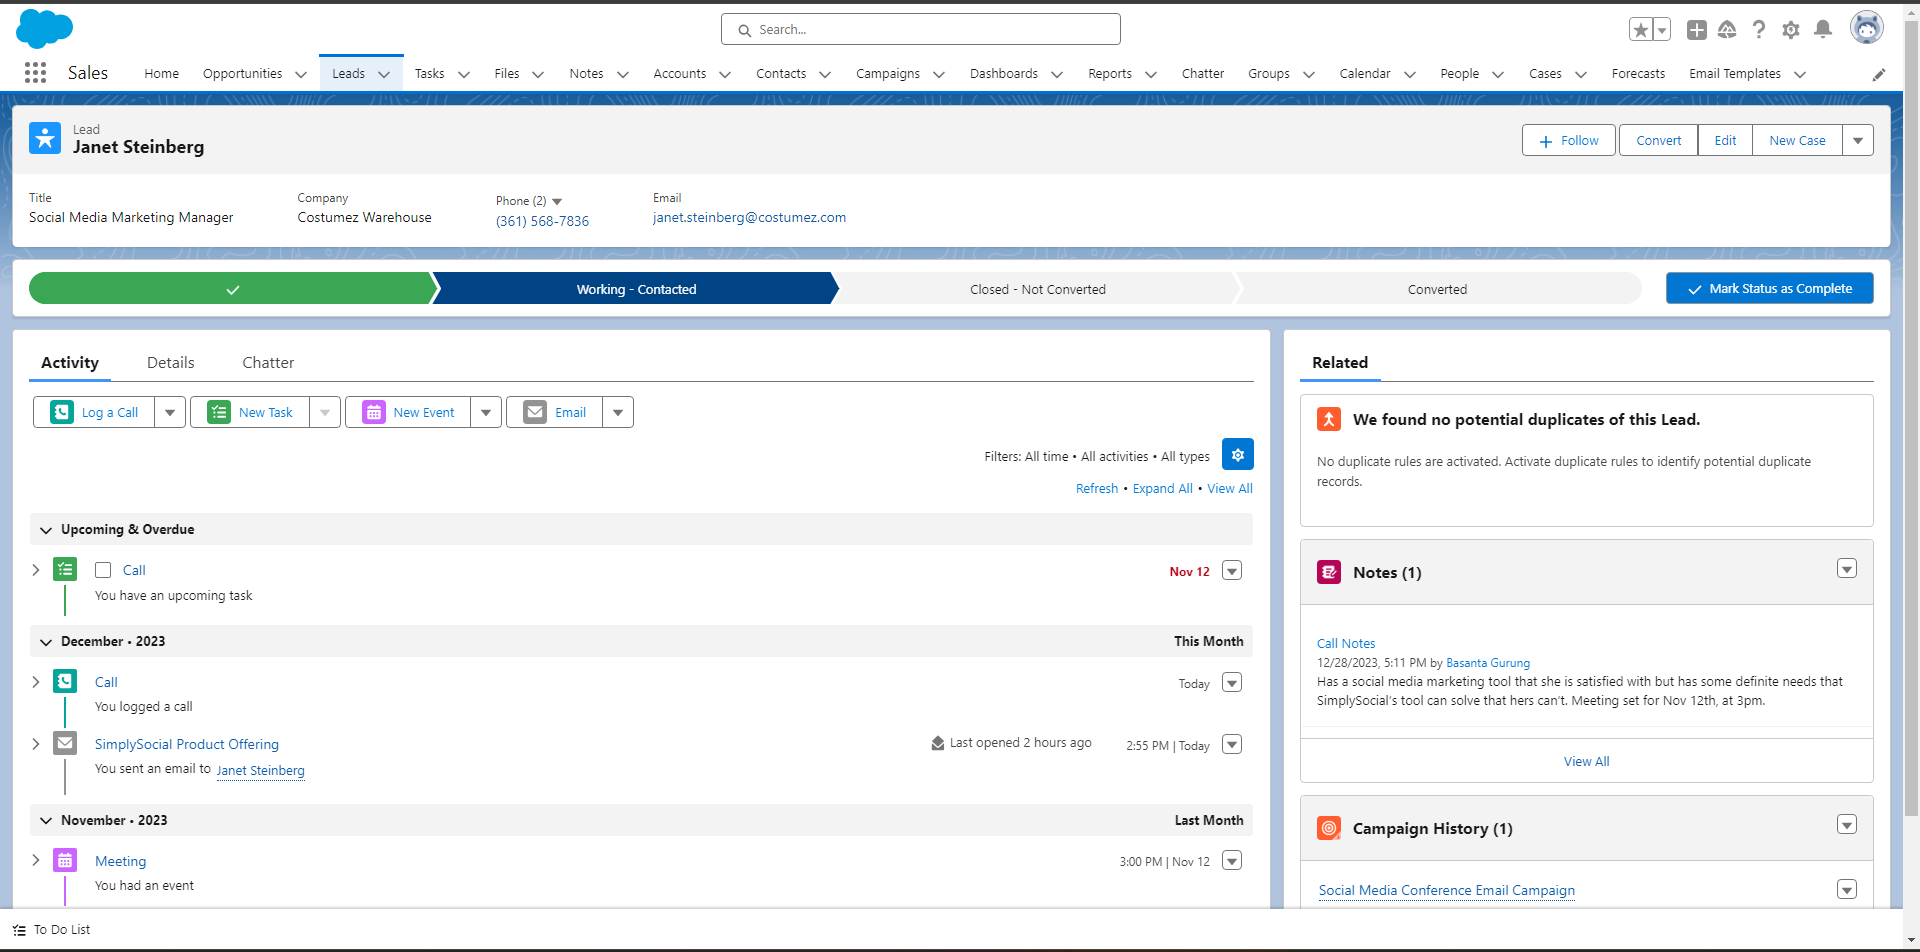 Search...
Sales
Home
Opportunities
Leads
Tasks
Files
Notes
Accounts
Contacts
Campaigns
Dashboards
Reports
Chatter
Groups
Calendar
People
Cases
Forecasts
Email Templates
Lead
Janet Steinberg
Follow
Convert
Edit
New Case
Title
Social Media Marketing Manager
Company
Costumez Warehouse
Phone (2)
(361) 568-7836
Email
janet.steinberg@costumez.com
Working - Contacted
Closed - Not Converted
Converted
Mark Status as Complete
Activity
Details
Chatter
Log a Call
New Task
New Event
Email
Filters: All time • All activities • All types
Refresh • Expand All • View All
Upcoming & Overdue
Call
Nov 12
You have an upcoming task
December • 2023
This Month
Call
Today
You logged a call
SimplySocial Product Offering
Last opened 2 hours ago
2:55 PM | Today
You sent an email to Janet Steinberg
November • 2023
Last Month
Meeting
3:00 PM | Nov 12
You had an event
Related
We found no potential duplicates of this Lead.
No duplicate rules are activated. Activate duplicate rules to identify potential duplicate
records.
Notes (1)
Call Notes
12/28/2023, 5:11 PM by Basanta Gurung
Has a social media marketing tool that she is satisfied with but has some definite needs that
SimplySocial's tool can solve that hers can't. Meeting set for Nov 12th, at 3pm.
View All
Campaign History (1)
Social Media Conference Email Campaign
To Do List